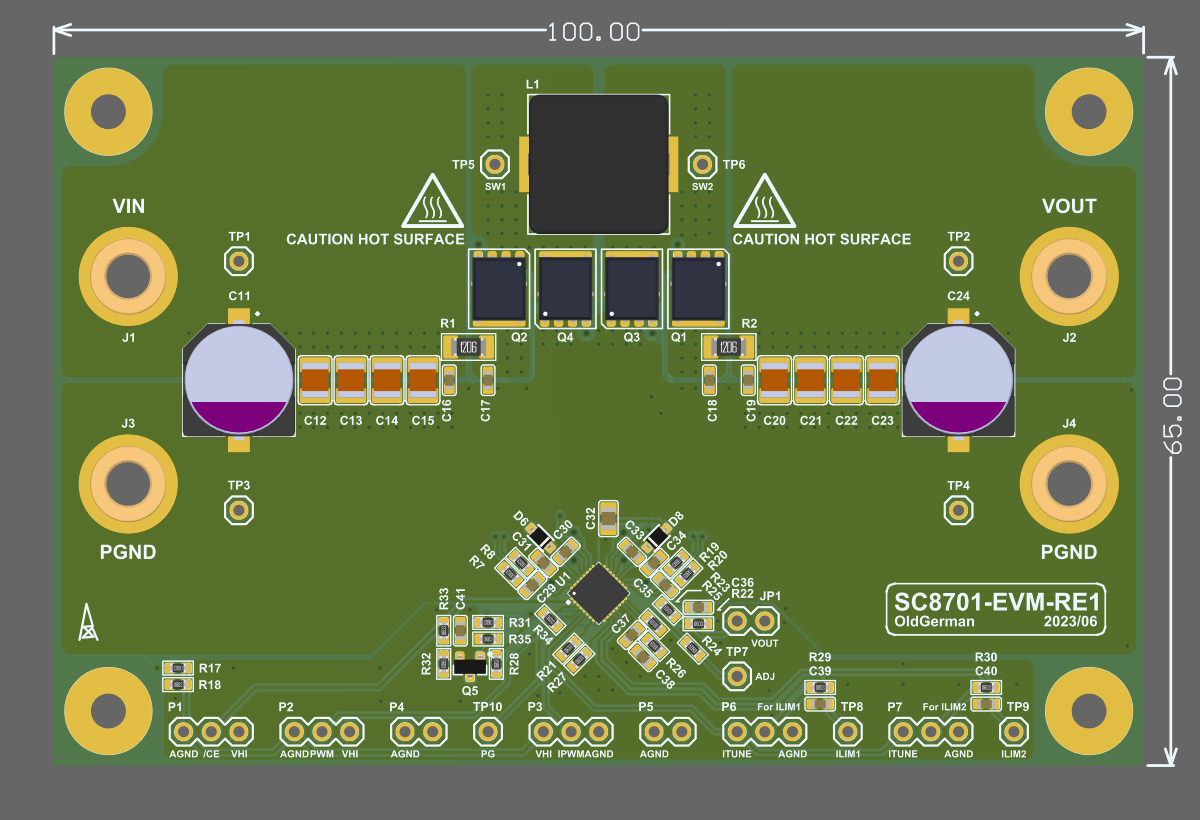 100.00
L1
TP5
SW1
TP6
SW2
VIN
VOUT
CAUTION HOT SURFACE
CAUTION HOT SURFACE
TP1
TP2
C11
C24
J1
J2
R1
Q2
Q4
Q3
Q1
R2
1206
1206
65.00
C12
C13
C14
C15
C16
C17
C18
C19
C20
C21
C22
C23
J3
J4
TP3
TP4
PGND
PGND
D6
C30
C32
C33
D8
C31
C34
R8
R7
R19
R20
C29
U1
C35
R23
R25
C36
R22
JP1
VOUT
SC8701-EVM-RE1
OldGerman
2023/06
R33
C41
R31
R35
R34
C37
R24
R32
R28
Q5
R21
R27
R26
C38
TP7
ADJ
R17
R18
R29
C39
R30
C40
P1
P2
P4
TP10
P3
P5
P6
For ILIM1
TP8
P7
For ILIM2
TP9
AGND /CE VHI
AGND PWM VHI
AGND
PG
VHI IPWM AGND
AGND
ITUNE AGND
ILIM1
ITUNE AGND
ILIM2